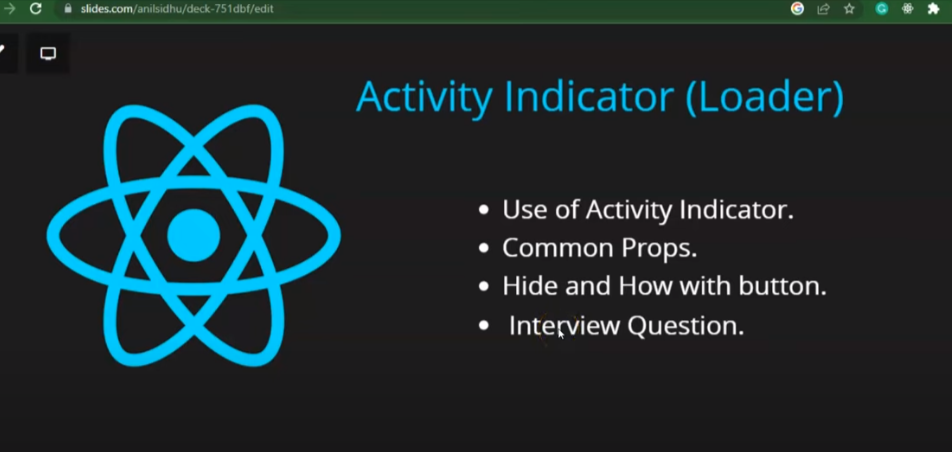 slides.com/anilsidhu/deck-751dbf/edit
Activity Indicator (Loader)
• Use of Activity Indicator.
• Common Props.
• Hide and How with button.
• Interview Question.